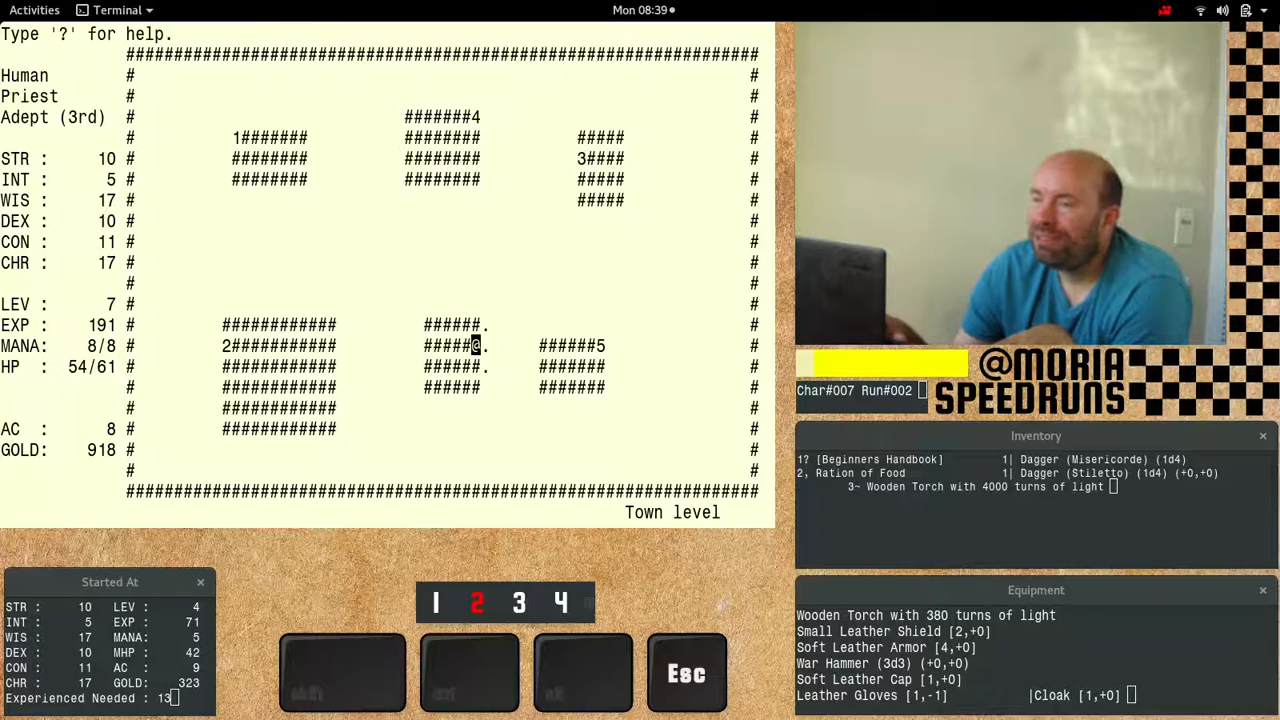 Activities Terminal Mon 08:39
Type '?' for help.
##################################################################
Human # #
Priest # #
Adept (3rd) # #######4 #
# 1####### ######## ##### #
STR : 10 # ######## ######## 3#### #
INT : 5 # ######## ######## ##### #
WIS : 17 # ##### #
DEX : 10 # #
CON : 11 # #
CHR : 17 # #
# #
LEV : 7 # #
EXP : 191 # ############ ######. #
MANA: 8/8 # 2########### #####@. ######5 #
HP : 54/61 # ############ ######. ####### #
# ############ ###### ####### #
# ############ #
AC : 8 # ############ #
GOLD: 918 # #
# #
##################################################################
Town level
@MORIA
SPEEDRUNS
Char#007 Run#002
Inventory ×
1? [Beginners Handbook] 1| Dagger (Misericorde) (1d4)
2, Ration of Food 1| Dagger (Stiletto) (1d4) (+0,+0)
3~ Wooden Torch with 4000 turns of light
Equipment ×
Wooden Torch with 380 turns of light
Small Leather Shield [2,+0]
Soft Leather Armor [4,+0]
War Hammer (3d3) (+0,+0)
Soft Leather Cap [1,+0]
Leather Gloves [1,-1] |Cloak [1,+0]
Started At ×
STR : 10 LEV : 4
INT : 5 EXP : 71
WIS : 17 MANA: 5
DEX : 10 MHP : 42
CON : 11 AC : 9
CHR : 17 GOLD: 323
Experienced Needed : 13
1 2 3 4
Esc